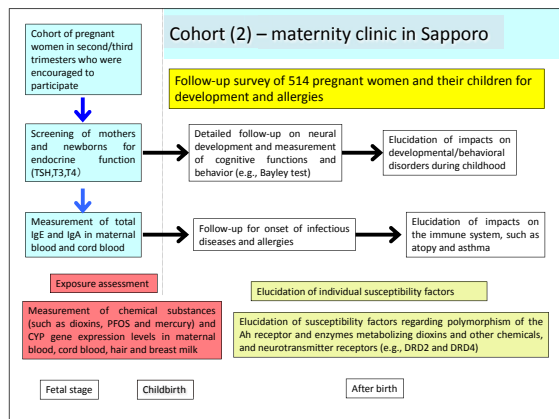 Cohort of pregnant
women in second/third
trimesters who were
encouraged to
participate
Cohort (2) – maternity clinic in Sapporo
Follow-up survey of 514 pregnant women and their children for
development and allergies
Screening of mothers
and newborns for
endocrine function
(TSH,T3,T4)
Detailed follow-up on neural
development and measurement
of cognitive functions and
behavior (e.g., Bayley test)
Elucidation of impacts on
developmental/behavioral
disorders during childhood
Measurement of total
IgE and IgA in maternal
blood and cord blood
Follow-up for onset of infectious
diseases and allergies
Elucidation of impacts on
the immune system, such
as atopy and asthma
Exposure assessment
Measurement of chemical substances
(such as dioxins, PFOS and mercury) and
CYP gene expression levels in maternal
blood, cord blood, hair and breast milk
Elucidation of individual susceptibility factors
Elucidation of susceptibility factors regarding polymorphism of the
Ah receptor and enzymes metabolizing dioxins and other chemicals,
and neurotransmitter receptors (e.g., DRD2 and DRD4)
Fetal stage
Childbirth
After birth